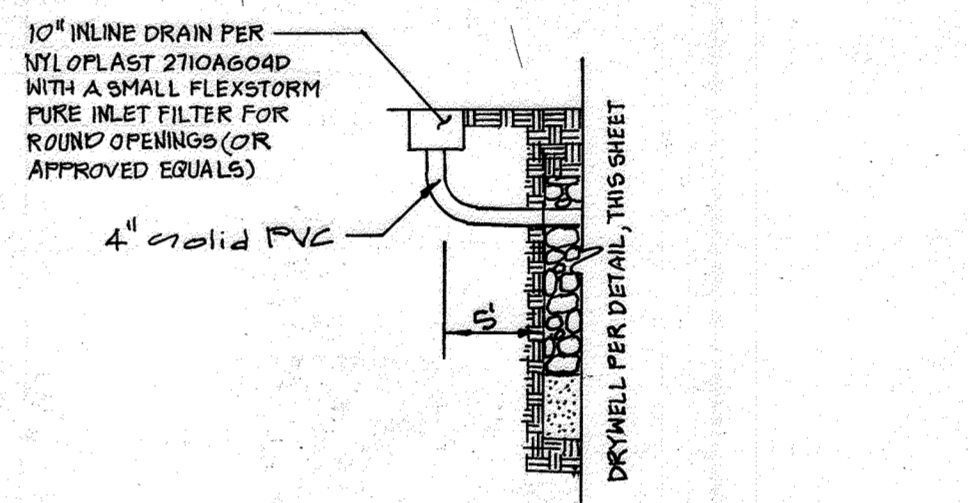 10" INLINE DRAIN PER
NYLOPLAST 2710AG04D
WITH A SMALL FLEXSTORM
PURE INLET FILTER FOR
ROUND OPENINGS (OR
APPROVED EQUALS)
4" Solid PVC
5'
DRYWELL PER DETAIL, THIS SHEET